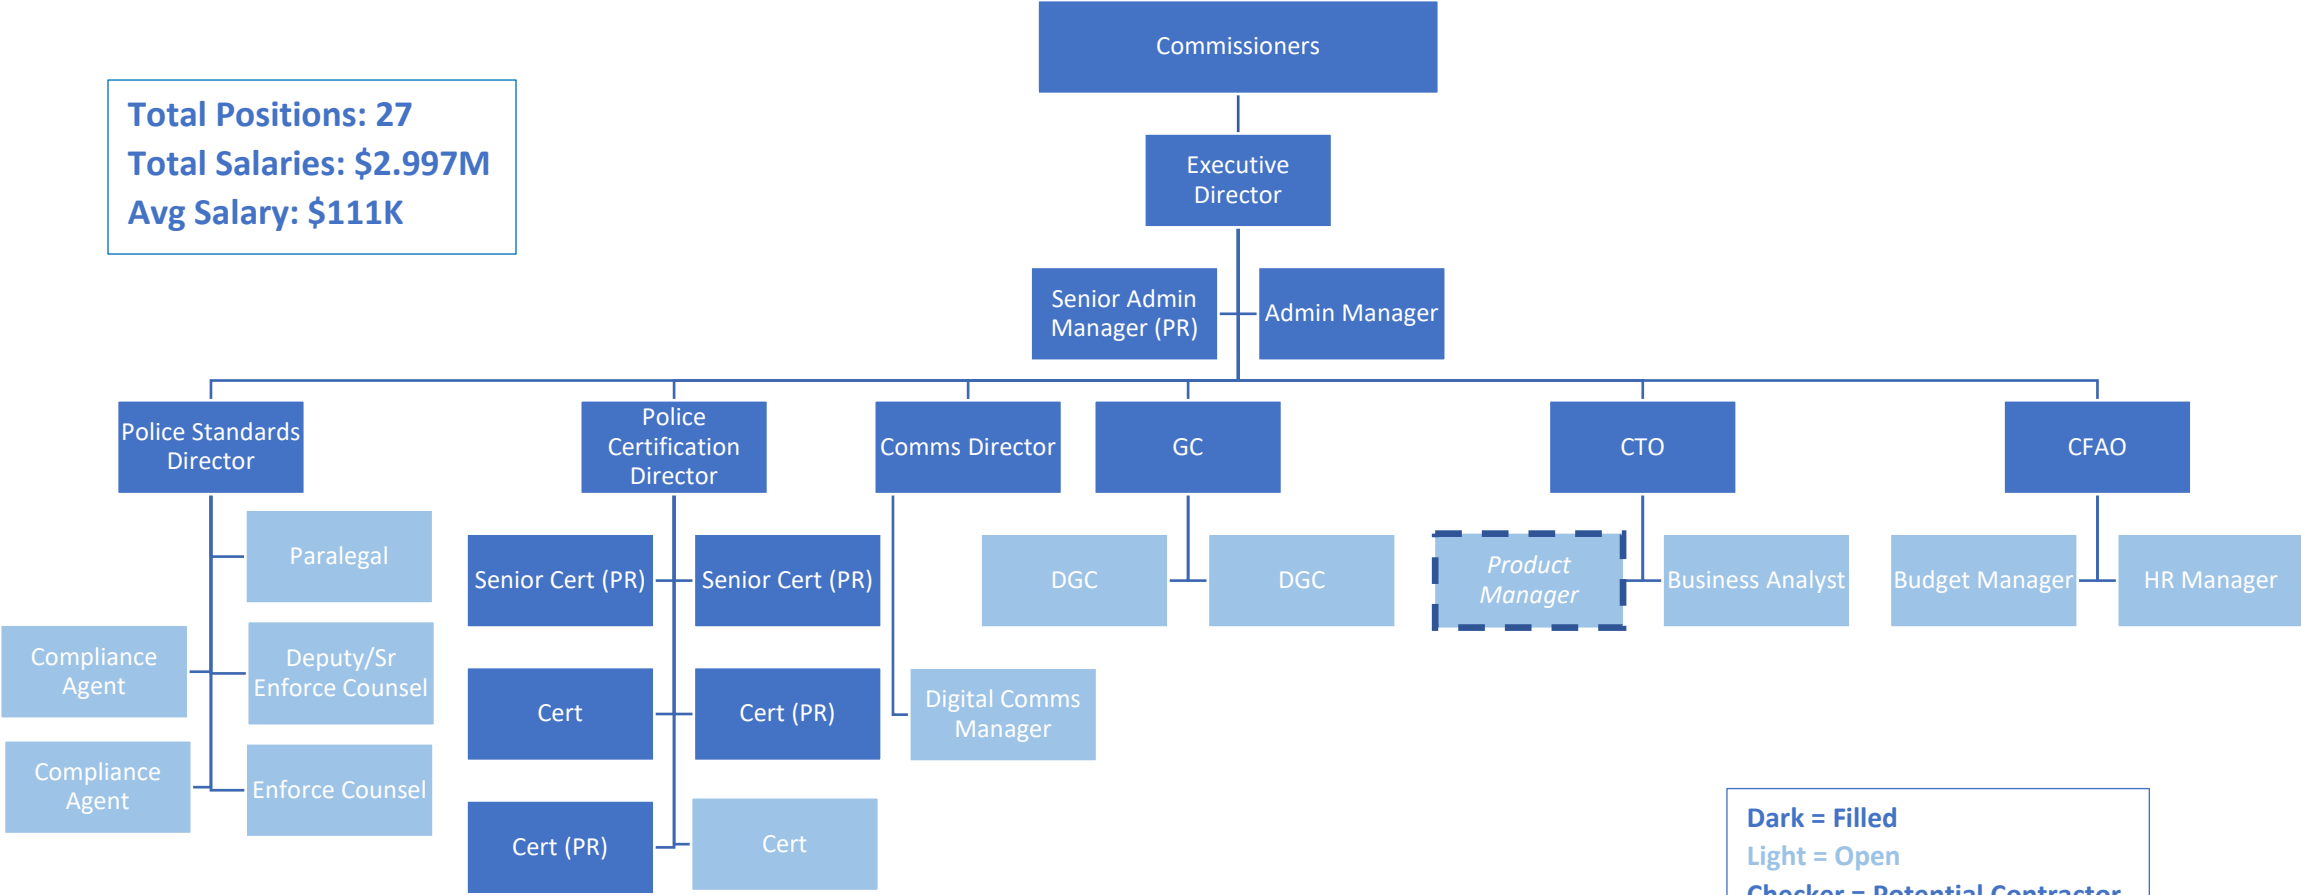 Commissioners
Total Positions: 27
Total Salaries: $2.997M
Avg Salary: $111K
Executive
Director
Senior Admin
Manager (PR)
Admin Manager
Police Standards
Director
Police
Certification
Director
Comms Director
GC
CTO
CFAO
Paralegal
Compliance
Agent
Deputy/Sr
Enforce Counsel
Compliance
Agent
Enforce Counsel
Senior Cert (PR)
Senior Cert (PR)
Cert
Cert (PR)
Cert (PR)
Cert
Digital Comms
Manager
DGC
DGC
Product
Manager
Business Analyst
Budget Manager
HR Manager
Dark = Filled
Light = Open
Checker = Potential Contractor